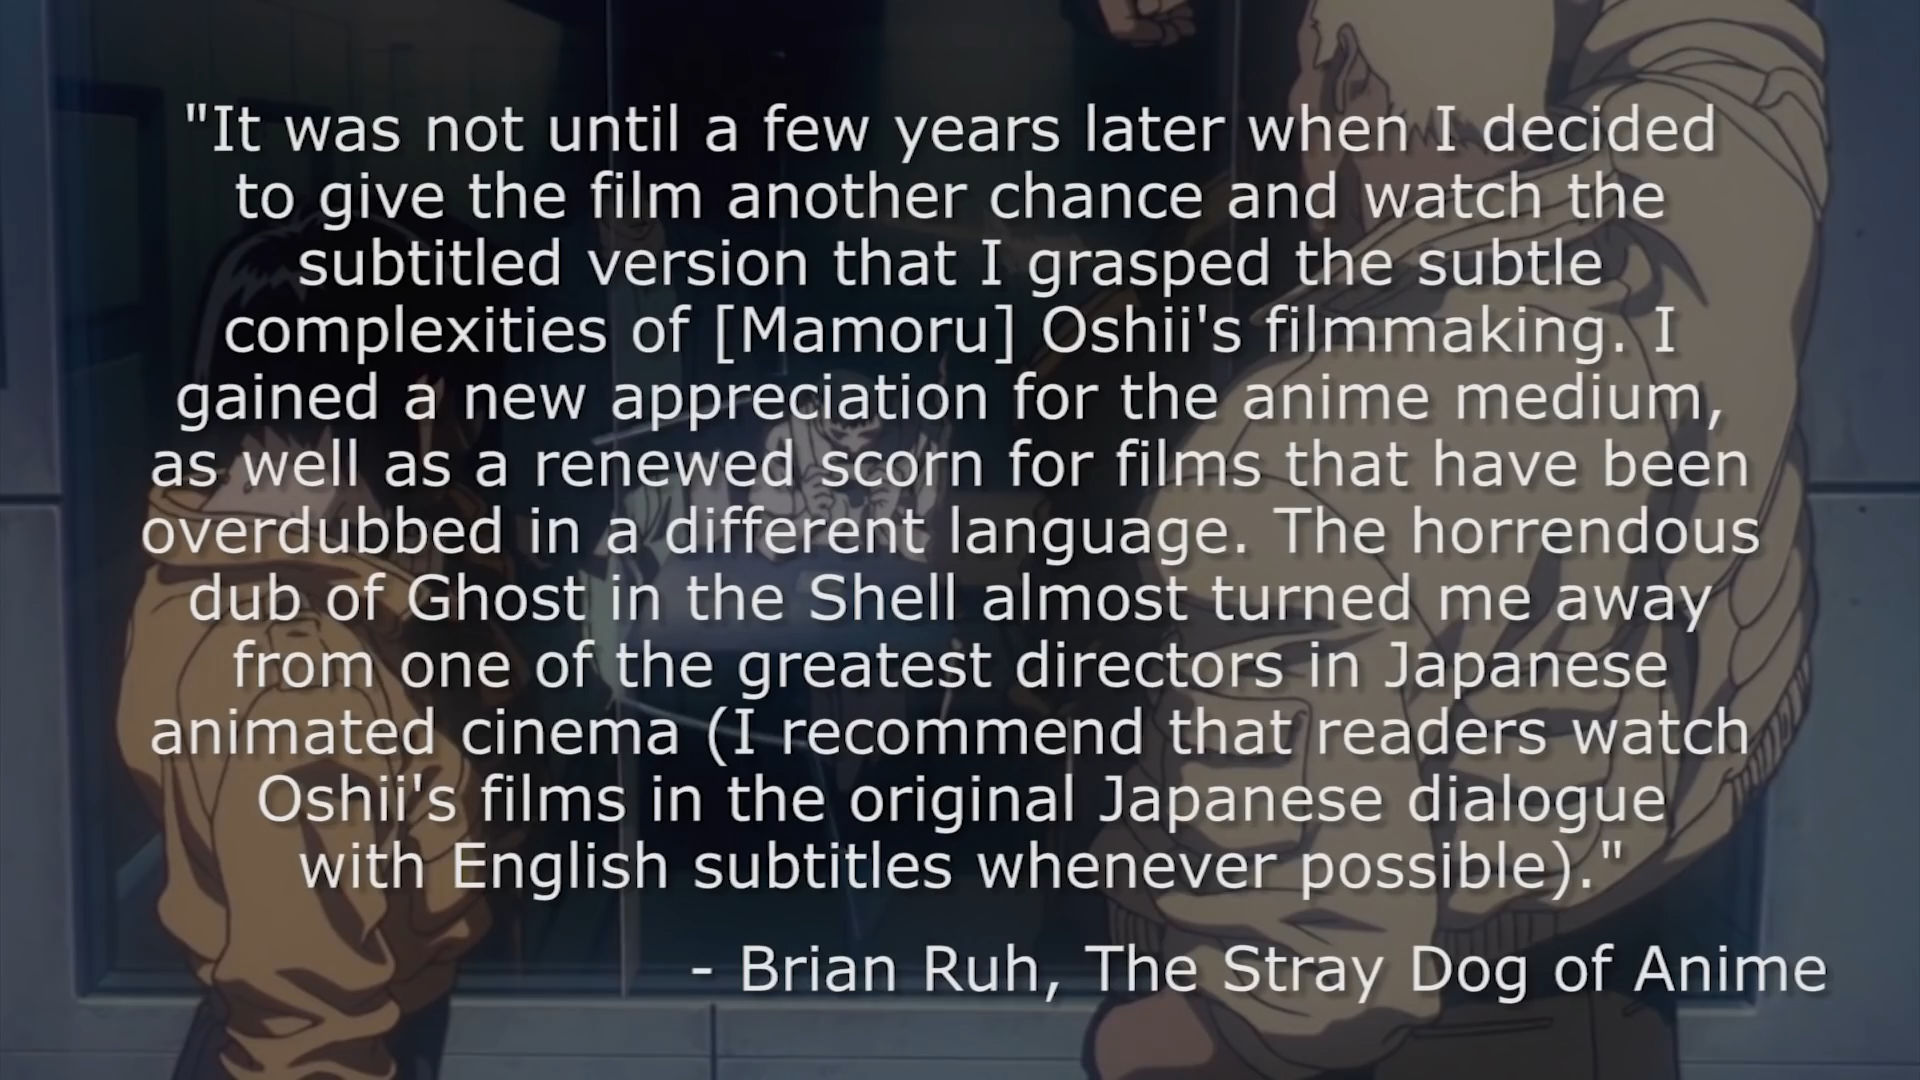 "It was not until a few years later when I decided
to give the film another chance and watch the
subtitled version that I grasped the subtle
complexities of [Mamoru] Oshii's filmmaking. I
gained a new appreciation for the anime medium,
as well as a renewed scorn for films that have been
overdubbed in a different language. The horrendous
dub of Ghost in the Shell almost turned me away
from one of the greatest directors in Japanese
animated cinema (I recommend that readers watch
Oshii's films in the original Japanese dialogue
with English subtitles whenever possible)."
- Brian Ruh, The Stray Dog of Anime